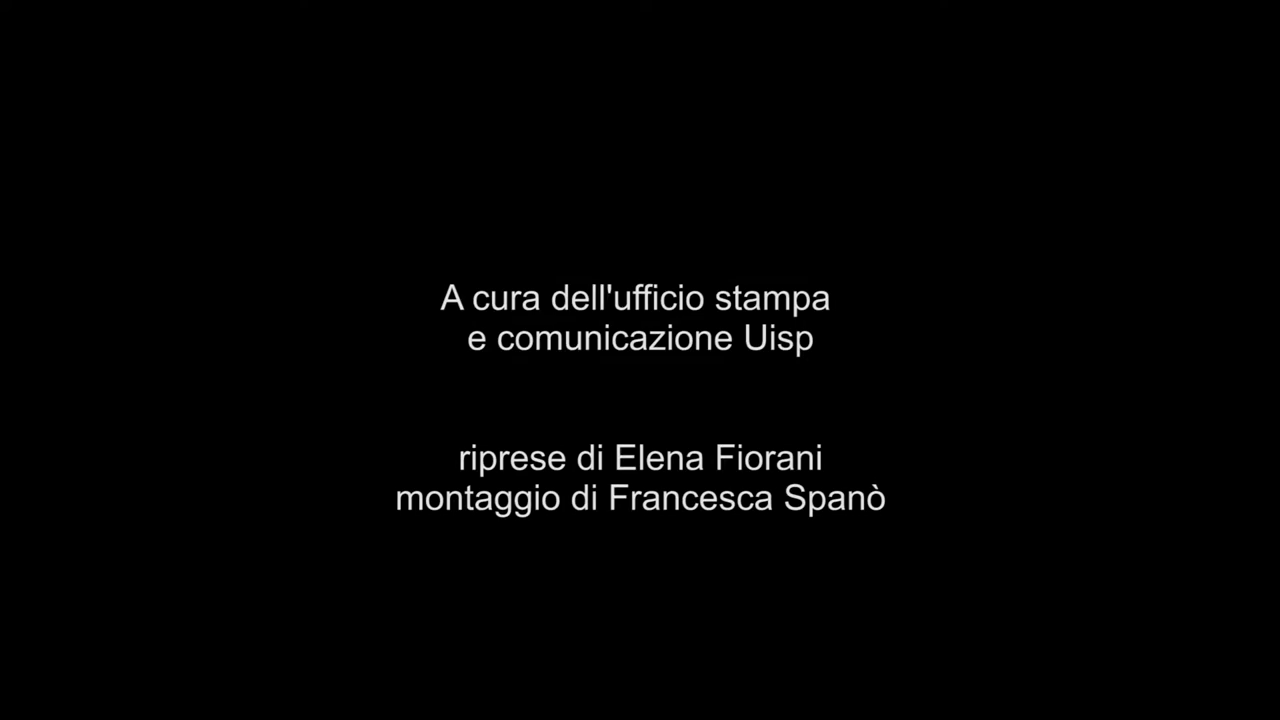 A cura dell'ufficio stampa
e comunicazione Uisp
riprese di Elena Fiorani
montaggio di Francesca Spanò